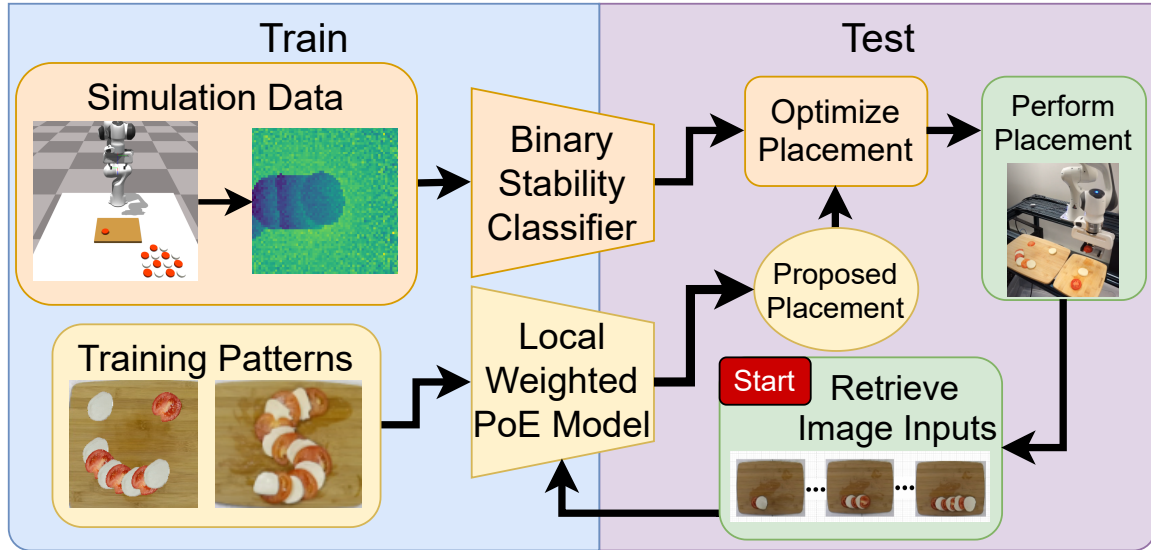 Train
Test
Simulation Data
Binary
Stability
Classifier
Optimize
Placement
Perform
Placement
Training Patterns
Local
Weighted
PoE Model
Proposed
Placement
Start
Retrieve
Image Inputs